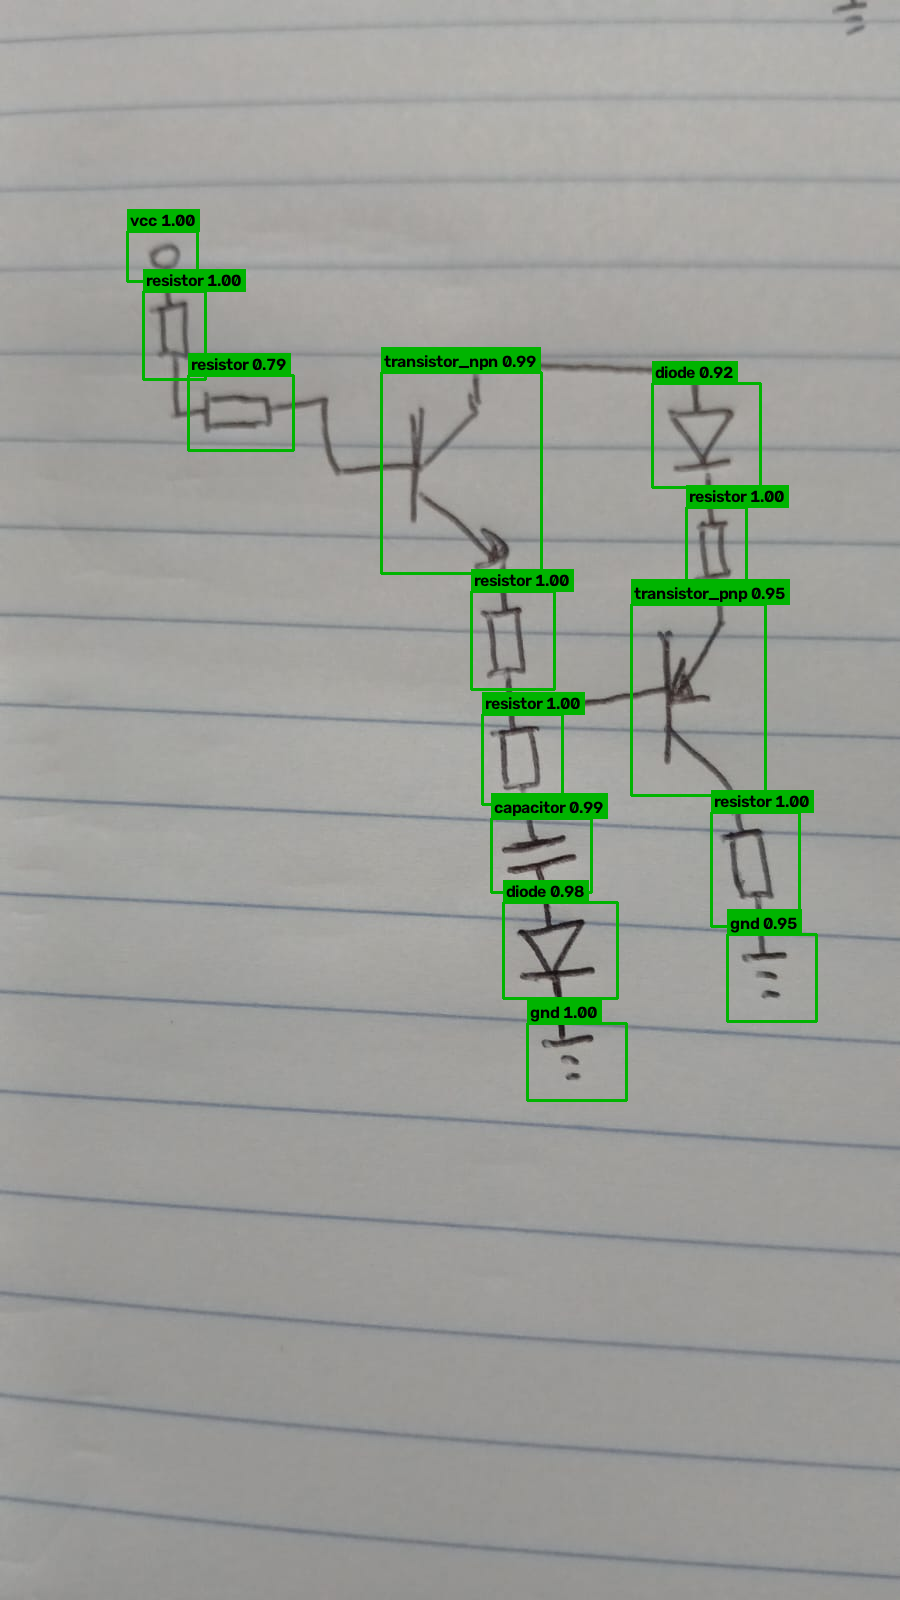 vcc 1.00
resistor 1.00
resistor 0.79
transistor_npn 0.99
diode 0.92
resistor 1.00
resistor 1.00
transistor_pnp 0.95
resistor 1.00
resistor 1.00
capacitor 0.99
diode 0.98
gnd 0.95
gnd 1.00